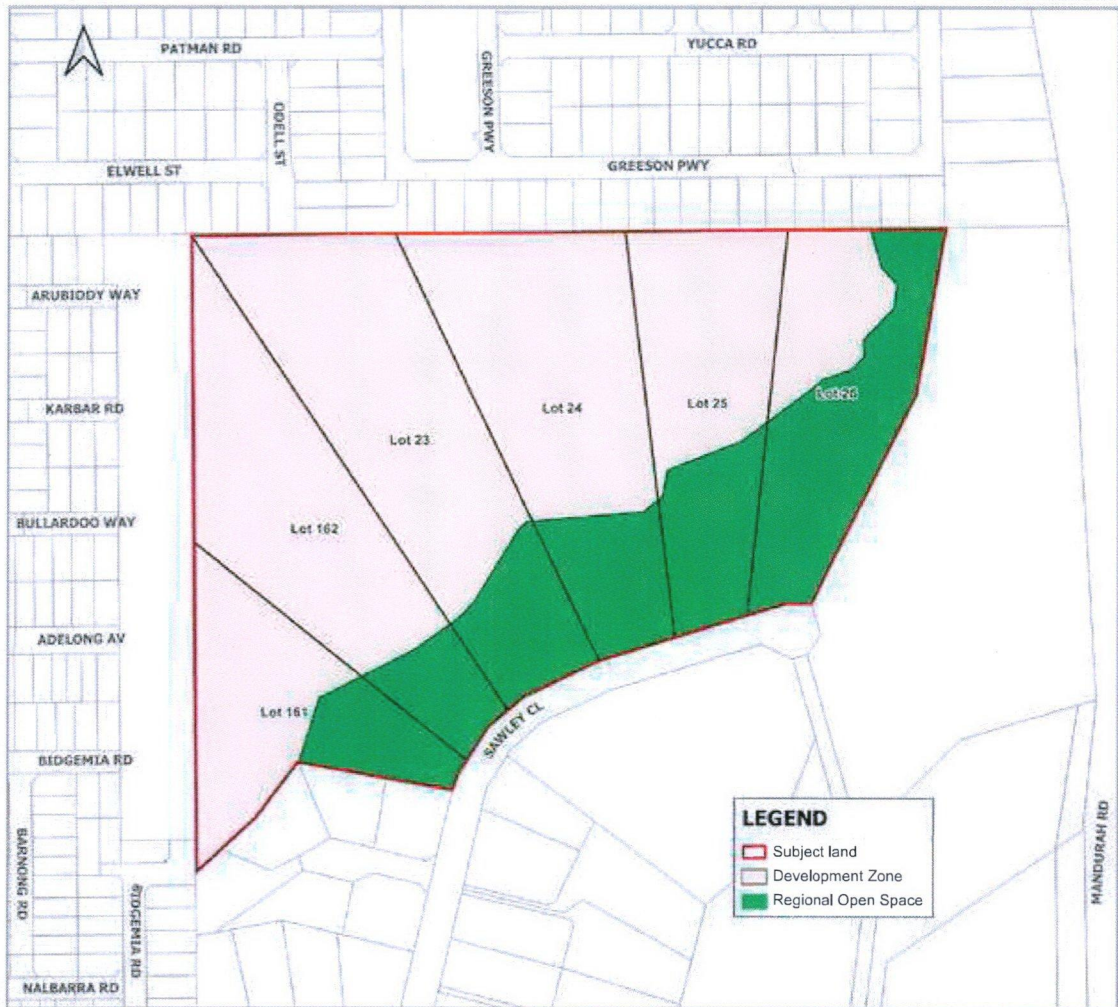 PATMAN RD
YUCCA RD
GREESON PWY
ODELL ST
ELWELL ST
GREESON PWY
ARUBIDDY WAY
KARBAR RD
Lot 24
Lot 25
Lot 26
Lot 23
BULLARDOO WAY
Lot 162
ADELONG AV
Lot 161
SAWLEY CL
BIDGEMIA RD
LEGEND
Subject land
Development Zone
Regional Open Space
MANDURAH RD
BARNONG RD
BIDGEMIA RD
NALBARRA RD